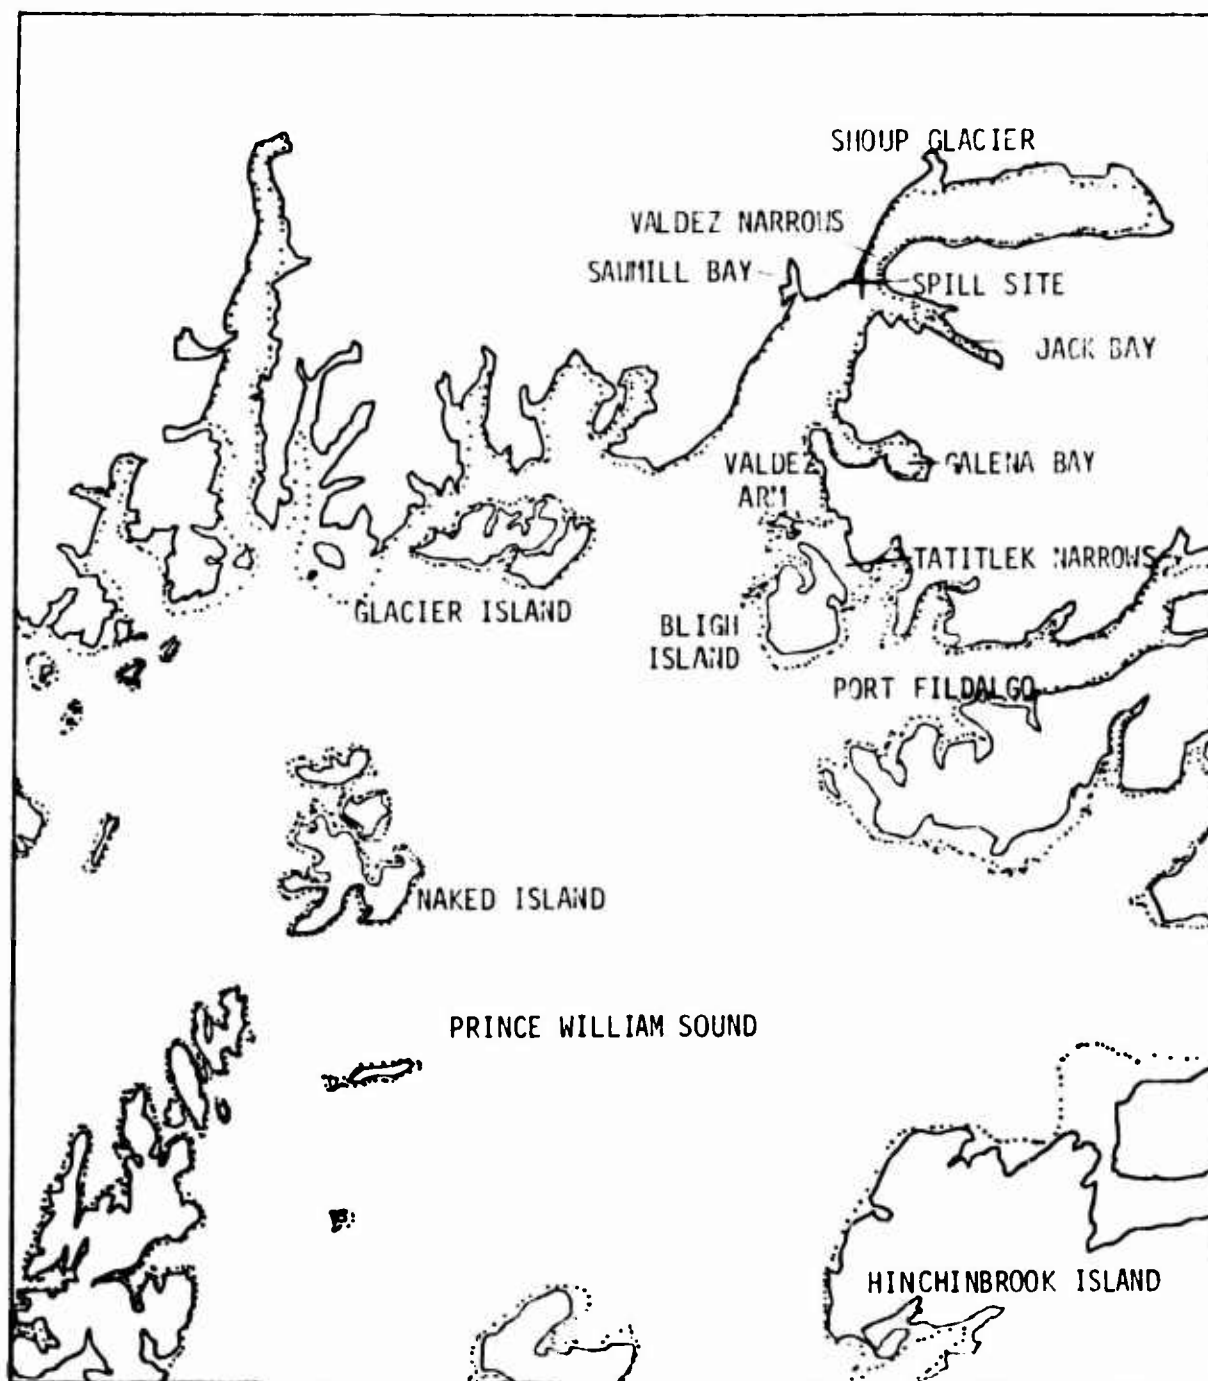 SHOUP GLACIER
VALDEZ NARROWS
SAWMILL BAY
SPILL SITE
JACK BAY
VALDEZ
ARM
GALENA BAY
TATITLEK NARROWS
GLACIER ISLAND
BLIGH
ISLAND
PORT FILDALGO
NAKED ISLAND
PRINCE WILLIAM SOUND
HINCHINBROOK ISLAND